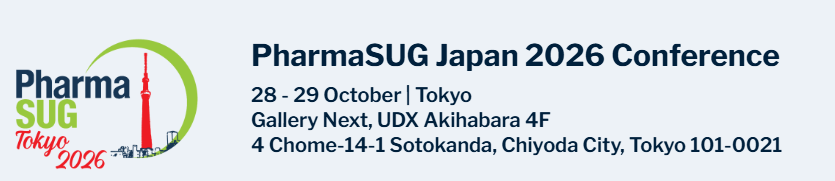 Pharma
SUG
Tokyo
2026
PharmaSUG Japan 2026 Conference
28 - 29 October | Tokyo
Gallery Next, UDX Akihabara 4F
4 Chome-14-1 Sotokanda, Chiyoda City, Tokyo 101-0021